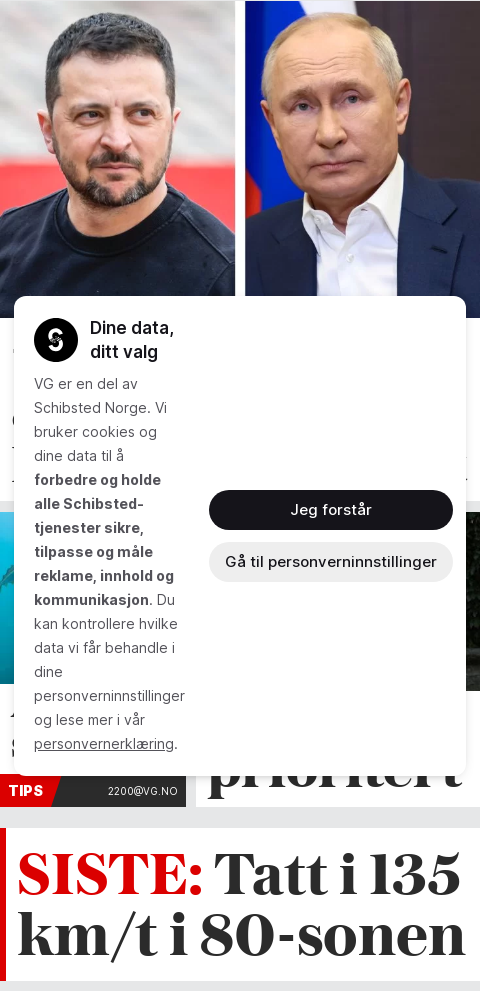 Dine data,
ditt valg
VG er en del av
Schibsted Norge. Vi
bruker cookies og
dine data til å
forbedre og holde
alle Schibsted-
tjenester sikre,
tilpasse og måle
reklame, innhold og
kommunikasjon. Du
kan kontrollere hvilke
data vi får behandle i
dine
personverninnstillinger
og lese mer i vår
personvernerklæring.
Jeg forstår
Gå til personverninnstillinger
prioritert
TIPS
2200@VG.NO
SISTE: Tatt i 135
km/t i 80-sonen